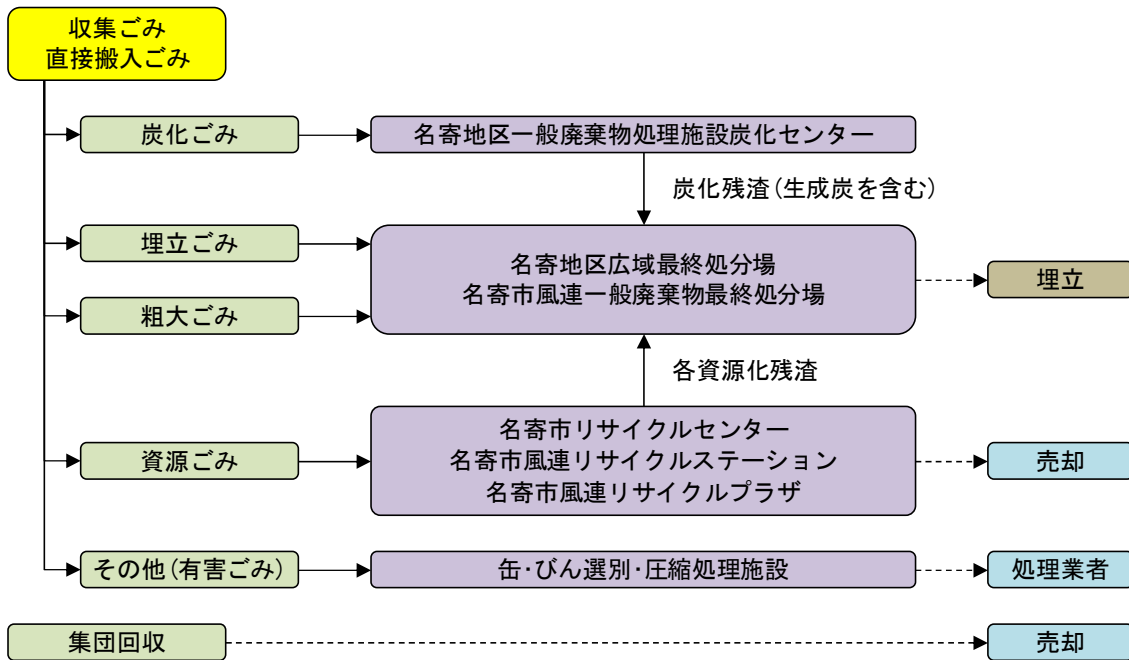 収集ごみ
直接搬入ごみ
炭化ごみ
名寄地区一般廃棄物処理施設炭化センター
炭化残渣(生成炭を含む)
埋立ごみ
名寄地区広域最終処分場
名寄市風連一般廃棄物最終処分場
埋立
粗大ごみ
各資源化残渣
資源ごみ
名寄市リサイクルセンター
名寄市風連リサイクルステーション
名寄市風連リサイクルプラザ
売却
その他(有害ごみ)
缶･びん選別･圧縮処理施設
処理業者
集団回収
売却